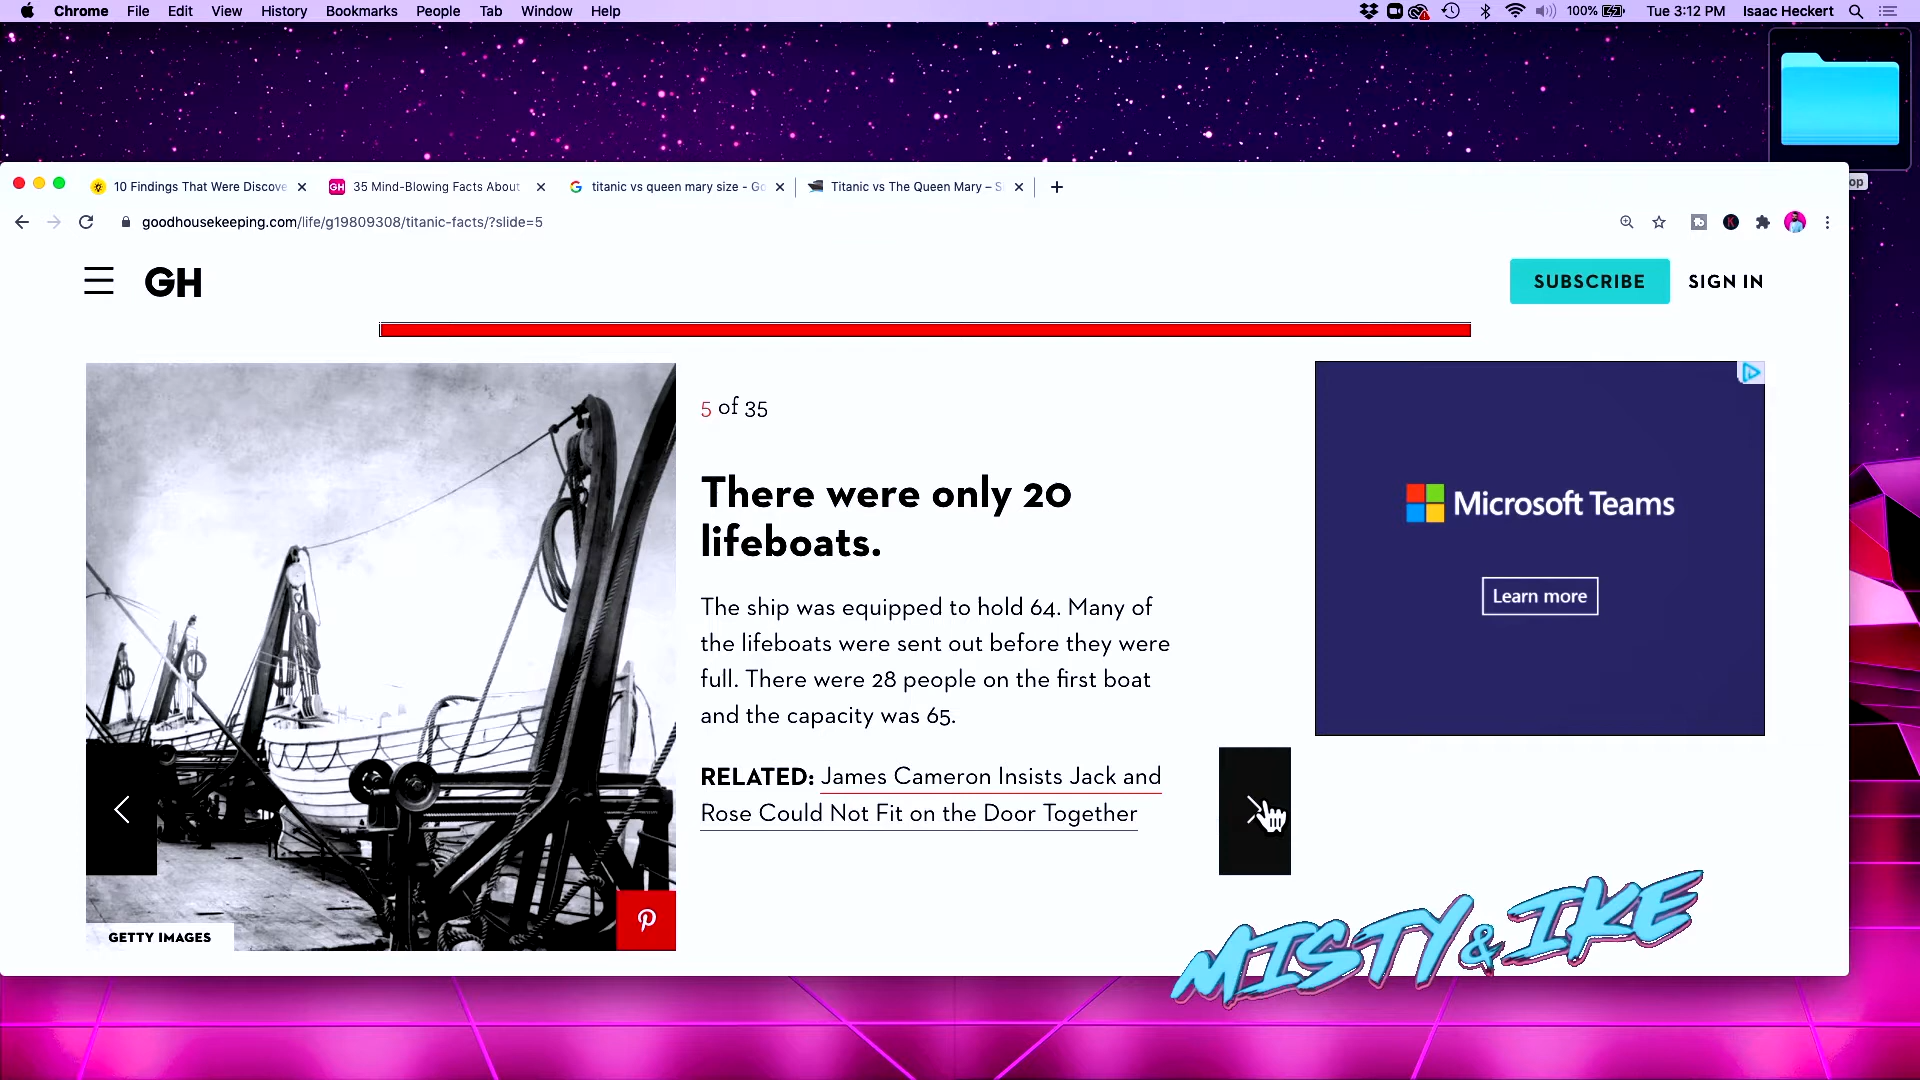 Chrome File Edit View History Bookmarks People Tab Window Help
100% Tue 3:12 PM Isaac Heckert
10 Findings That Were Discove
GH 35 Mind-Blowing Facts About
titanic vs queen mary size - Go
Titanic vs The Queen Mary – S
op
goodhousekeeping.com/life/g19809308/titanic-facts/?slide=5
GH
SUBSCRIBE SIGN IN
5 of 35
There were only 20
lifeboats.
The ship was equipped to hold 64. Many of
the lifeboats were sent out before they were
full. There were 28 people on the first boat
and the capacity was 65.
RELATED: James Cameron Insists Jack and
Rose Could Not Fit on the Door Together
GETTY IMAGES
Microsoft Teams
Learn more
MISTY & IKE